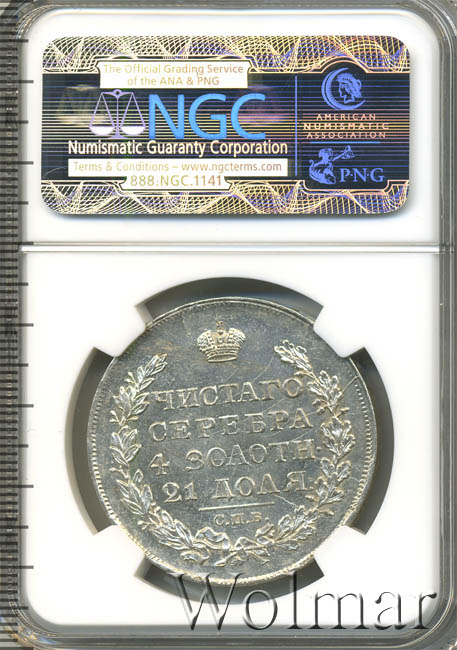 The Official Grading Service
of the ANA & PNG
NGC
Numismatic Guaranty Corporation
Terms & Conditions – www.ngcterms.com
888.NGC.1141
AMERICAN
NUMISMATIC
ASSOCIATION
PNG
ЧИСТАГО
СЕРЕБРА
4 ЗОЛОТН.
21 ДОЛЯ.
С.П.Б.
Wolmar